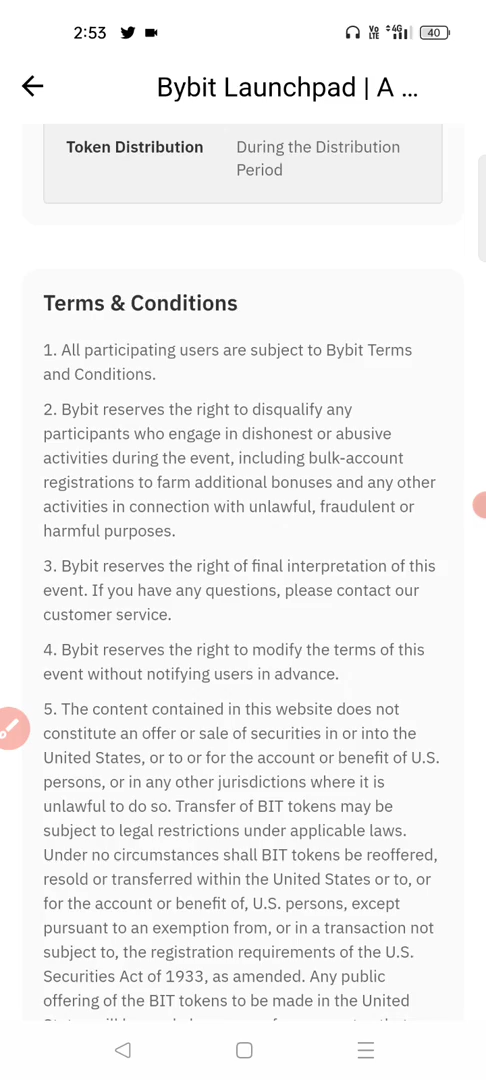 2:53
Vo LTE 4G 40
Bybit Launchpad | A ...
Token Distribution During the Distribution
Period
Terms & Conditions
1. All participating users are subject to Bybit Terms
and Conditions.
2. Bybit reserves the right to disqualify any
participants who engage in dishonest or abusive
activities during the event, including bulk-account
registrations to farm additional bonuses and any other
activities in connection with unlawful, fraudulent or
harmful purposes.
3. Bybit reserves the right of final interpretation of this
event. If you have any questions, please contact our
customer service.
4. Bybit reserves the right to modify the terms of this
event without notifying users in advance.
5. The content contained in this website does not
constitute an offer or sale of securities in or into the
United States, or to or for the account or benefit of U.S.
persons, or in any other jurisdictions where it is
unlawful to do so. Transfer of BIT tokens may be
subject to legal restrictions under applicable laws.
Under no circumstances shall BIT tokens be reoffered,
resold or transferred within the United States or to, or
for the account or benefit of, U.S. persons, except
pursuant to an exemption from, or in a transaction not
subject to, the registration requirements of the U.S.
Securities Act of 1933, as amended. Any public
offering of the BIT tokens to be made in the United